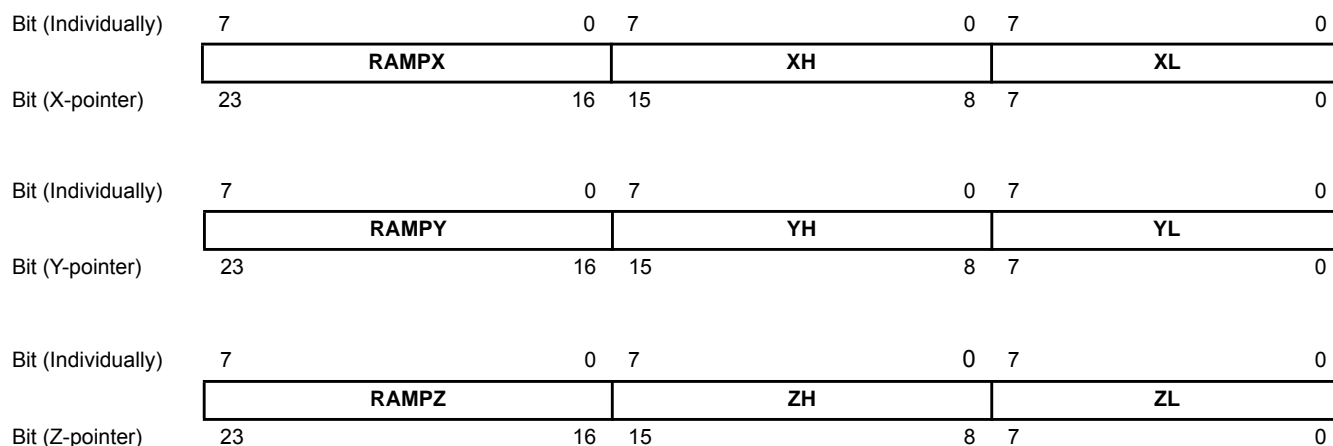 Bit (Individually) 7 0 7 0 7 0
RAMPX XH XL
Bit (X-pointer) 23 16 15 8 7 0
Bit (Individually) 7 0 7 0 7 0
RAMPY YH YL
Bit (Y-pointer) 23 16 15 8 7 0
Bit (Individually) 7 0 7 0 7 0
RAMPZ ZH ZL
Bit (Z-pointer) 23 16 15 8 7 0